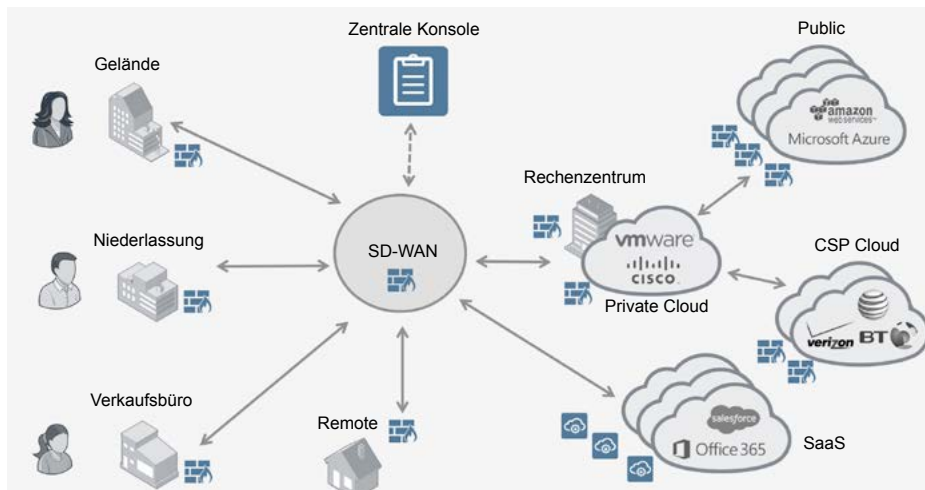 Zentrale Konsole
Public
Gelände
amazon
webservices™
Microsoft Azure
Rechenzentrum
Niederlassung
SD-WAN
vmware
CISCO
CSP Cloud
Private Cloud
verizon
BT
Verkaufsbüro
Remote
salesforce
Office 365
SaaS